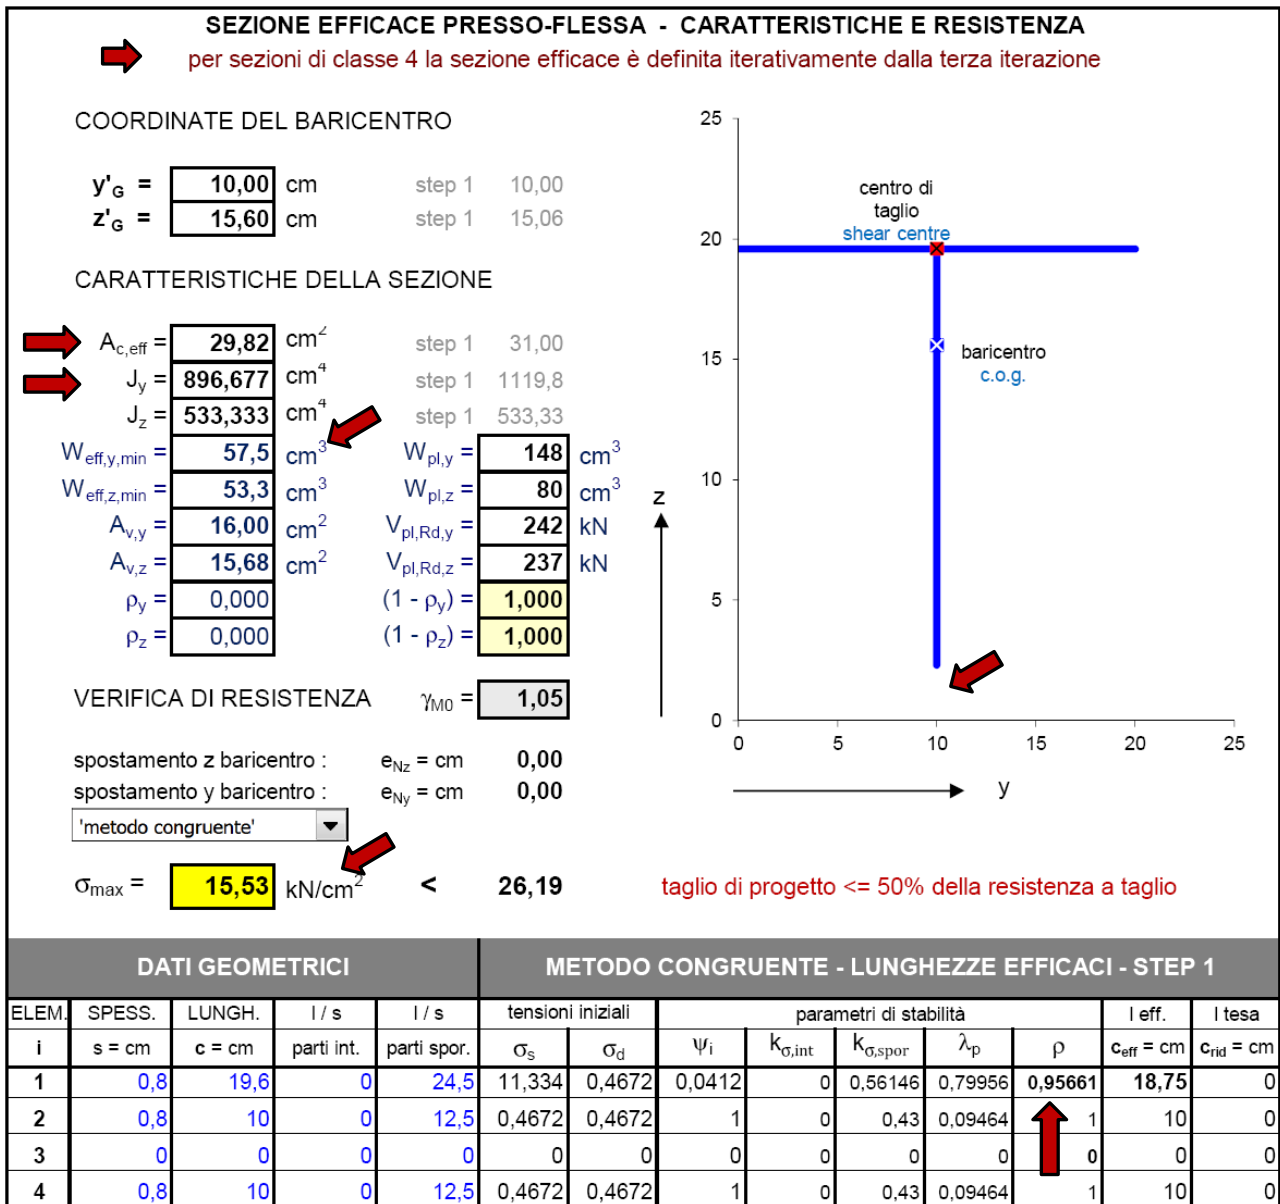 SEZIONE EFFICACE PRESSO-FLESSA - CARATTERISTICHE E RESISTENZA
per sezioni di classe 4 la sezione efficace è definita iterativamente dalla terza iterazione
COORDINATE DEL BARICENTRO
y'G = 10,00 cm step 1 10,00
z'G = 15,60 cm step 1 15,06
CARATTERISTICHE DELLA SEZIONE
Ac,eff = 29,82 cm2 step 1 31,00
Jy = 896,677 cm4 step 1 1119,8
Jz = 533,333 cm4 step 1 533,33
Weff,y,min = 57,5 cm3 Wpl,y = 148 cm3
Weff,z,min = 53,3 cm3 Wpl,z = 80 cm3
Av,y = 16,00 cm2 Vpl,Rd,y = 242 kN
Av,z = 15,68 cm2 Vpl,Rd,z = 237 kN
ρy = 0,000 (1 - ρy) = 1,000
ρz = 0,000 (1 - ρz) = 1,000
VERIFICA DI RESISTENZA γM0 = 1,05
spostamento z baricentro : eNz = cm 0,00
spostamento y baricentro : eNy = cm 0,00
'metodo congruente'
σmax = 15,53 kN/cm2 < 26,19
taglio di progetto <= 50% della resistenza a taglio
25
20
15
10
5
0
0 5 10 15 20 25
z
y
centro di
taglio
shear centre
baricentro
c.o.g.
DATI GEOMETRICI METODO CONGRUENTE - LUNGHEZZE EFFICACI - STEP 1
ELEM. SPESS. LUNGH. l / s l / s tensioni iniziali parametri di stabilità l eff. l tesa
i s = cm c = cm parti int. parti spor. σs σd ψi kσ,int kσ,spor λp ρ ceff = cm crid = cm
1 0,8 19,6 0 24,5 11,334 0,4672 0,0412 0 0,56146 0,79956 0,95661 18,75 0
2 0,8 10 0 12,5 0,4672 0,4672 1 0 0,43 0,09464 1 10 0
3 0 0 0 0 0 0 0 0 0 0 0 0 0
4 0,8 10 0 12,5 0,4672 0,4672 1 0 0,43 0,09464 1 10 0